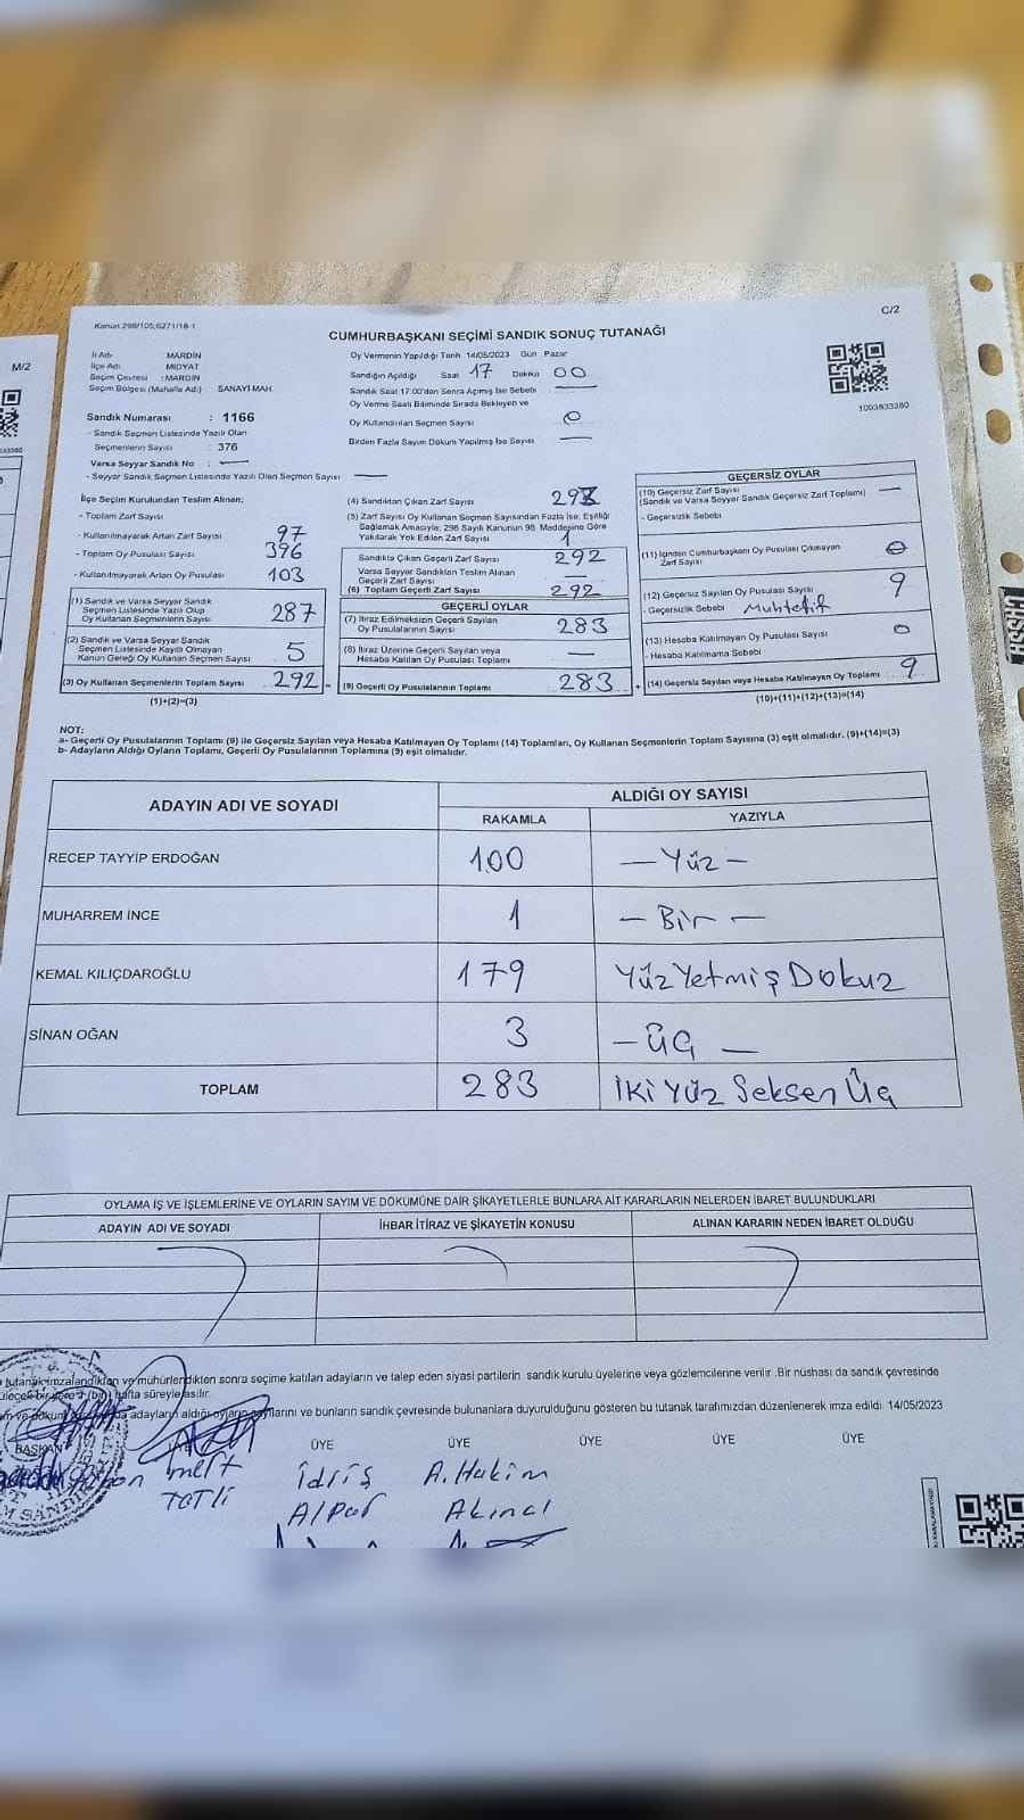 C/2
Kanun 298/105;6271/18-1
CUMHURBAŞKANI SEÇİMİ SANDIK SONUÇ TUTANAĞI
M/2
İl Adı MARDİN
İlçe Adı MİDYAT
Seçim Çevresi : MARDİN
Seçim Bölgesi (Mahalle Adı) SANAYİ MAH.
Sandık Numarası : 1166
- Sandık Seçmen Listesinde Yazılı Olan
Seçmenlerin Sayısı : 376
Varsa Seyyar Sandık No : —
- Seyyar Sandık Seçmen Listesinde Yazılı Olan Seçmen Sayısı —
Oy Vermenin Yapıldığı Tarih 14/05/2023 Gün Pazar
Sandığın Açıldığı Saat 17 Dakika 00
Sandık Saat 17:00'den Sonra Açılmış İse Sebebi —
Oy Verme Saati Bitiminde Sırada Bekleyen ve
Oy Kullandırılan Seçmen Sayısı 0
Birden Fazla Sayım Döküm Yapılmış İse Sayısı —
1003833380
İlçe Seçim Kurulundan Teslim Alınan;
- Toplam Zarf Sayısı
- Kullanılmayarak Artan Zarf Sayısı 97
- Toplam Oy Pusulası Sayısı 396
- Kullanılmayarak Artan Oy Pusulası 103
(1) Sandık ve Varsa Seyyar Sandık
Seçmen Listesinde Yazılı Olup
Oy Kullanan Seçmenlerin Sayısı 287
(2) Sandık ve Varsa Seyyar Sandık
Seçmen Listesinde Kayıtlı Olmayan
Kanun Gereği Oy Kullanan Seçmen Sayısı 5
(3) Oy Kullanan Seçmenlerin Toplam Sayısı 292
(1)+(2)=(3)
(4) Sandıktan Çıkan Zarf Sayısı
(5) Zarf Sayısı Oy Kullanan Seçmen Sayısından Fazla İse, Eşitliği
Sağlamak Amacıyla, 298 Sayılı Kanunun 98. Maddesine Göre
Yakılarak Yok Edilen Zarf Sayısı 1
Sandıkta Çıkan Geçerli Zarf Sayısı 292
Varsa Seyyar Sandıktan Teslim Alınan
Geçerli Zarf Sayısı —
(6) Toplam Geçerli Zarf Sayısı 292
GEÇERLİ OYLAR
(7) İtiraz Edilmeksizin Geçerli Sayılan
Oy Pusulalarının Sayısı 283
(8) İtiraz Üzerine Geçerli Sayılan veya
Hesaba Katılan Oy Pusulası Toplamı —
(9) Geçerli Oy Pusulalarının Toplamı 283
GEÇERSİZ OYLAR
(10) Geçersiz Zarf Sayısı
(Sandık ve Varsa Seyyar Sandık Geçersiz Zarf Toplamı) —
- Geçersizlik Sebebi
(11) İçinden Cumhurbaşkanı Oy Pusulası Çıkmayan
Zarf Sayısı 0
(12) Geçersiz Sayılan Oy Pusulası Sayısı 9
- Geçersizlik Sebebi Muhtelif
(13) Hesaba Katılmayan Oy Pusulası Sayısı 0
- Hesaba Katılmama Sebebi
(14) Geçersiz Sayılan veya Hesaba Katılmayan Oy Toplamı 9
(10)+(11)+(12)+(13)=(14)
NOT:
a- Geçerli Oy Pusulalarının Toplamı (9) ile Geçersiz Sayılan veya Hesaba Katılmayan Oy Toplamı (14) Toplamları, Oy Kullanan Seçmenlerin Toplam Sayısına (3) eşit olmalıdır. (9)+(14)=(3)
b- Adayların Aldığı Oyların Toplamı, Geçerli Oy Pusulalarının Toplamına (9) eşit olmalıdır.
ADAYIN ADI VE SOYADI
ALDIĞI OY SAYISI
RAKAMLA YAZIYLA
RECEP TAYYİP ERDOĞAN 100 — Yüz —
MUHARREM İNCE 1 — Bir —
KEMAL KILIÇDAROĞLU 179 Yüz Yetmiş Dokuz
SİNAN OĞAN 3 — Üç —
TOPLAM 283 İki Yüz Seksen Üç
OYLAMA İŞ VE İŞLEMLERİNE VE OYLARIN SAYIM VE DÖKÜMÜNE DAİR ŞİKAYETLERLE BUNLARA AİT KARARLARIN NELERDEN İBARET BULUNDUKLARI
ADAYIN ADI VE SOYADI İHBAR İTİRAZ VE ŞİKAYETİN KONUSU ALINAN KARARIN NEDEN İBARET OLDUĞU
tutanak imzalandıktan ve mühürlendikten sonra seçime katılan adayların ve talep eden siyasi partilerin sandık kurulu üyelerine veya gözlemcilerine verilir .Bir nüshası da sandık çevresinde
hafta süreyle asılır.
adayların aldığı oyların sayılarını ve bunların sandık çevresinde bulunanlara duyurulduğunu gösteren bu tutanak tarafımızdan düzenlenerek imza edildi. 14/05/2023
BAŞKAN ÜYE ÜYE ÜYE ÜYE ÜYE
mert
TATLI
İdriş
Alpar
A.Hakim
Akınal